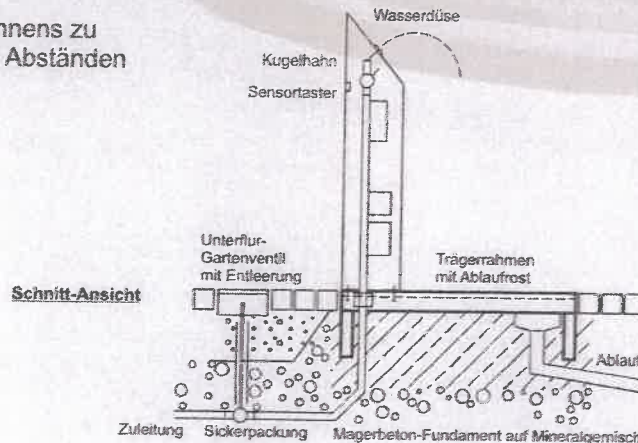 nnens zu
Abständen
Wasserdüse
Kugelhahn
Sensortaster
Unterflur-
Gartenventil
mit Entleerung
Trägerrahmen
mit Ablaufrost
Schnitt-Ansicht
Ablauf
Zuleitung
Sickerpackung
Magerbeton-Fundament auf Mineralgemisch